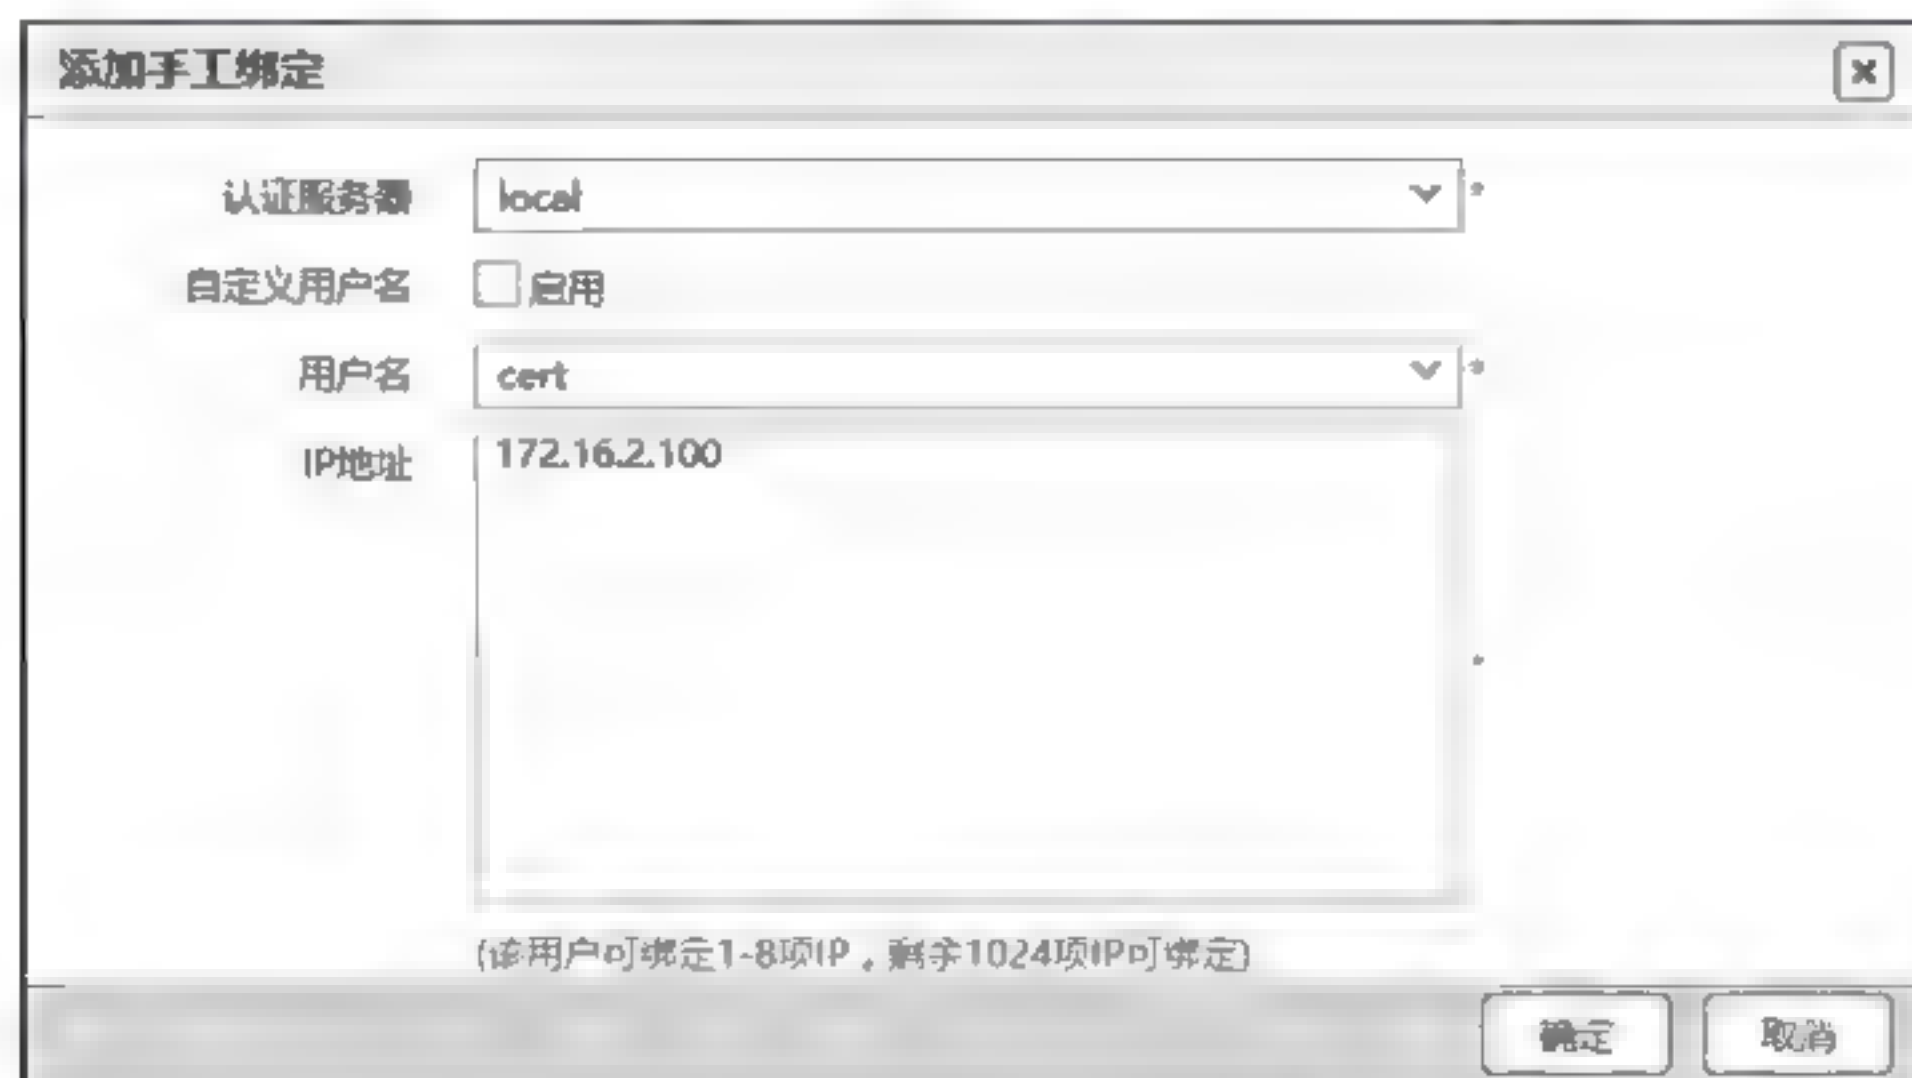 添加手工绑定
认证服务器 local *
自定义用户名 启用
用户名 cert *
IP地址 172.16.2.100
*
(该用户可绑定1-8项IP，剩余1024项IP可绑定)
确定 取消